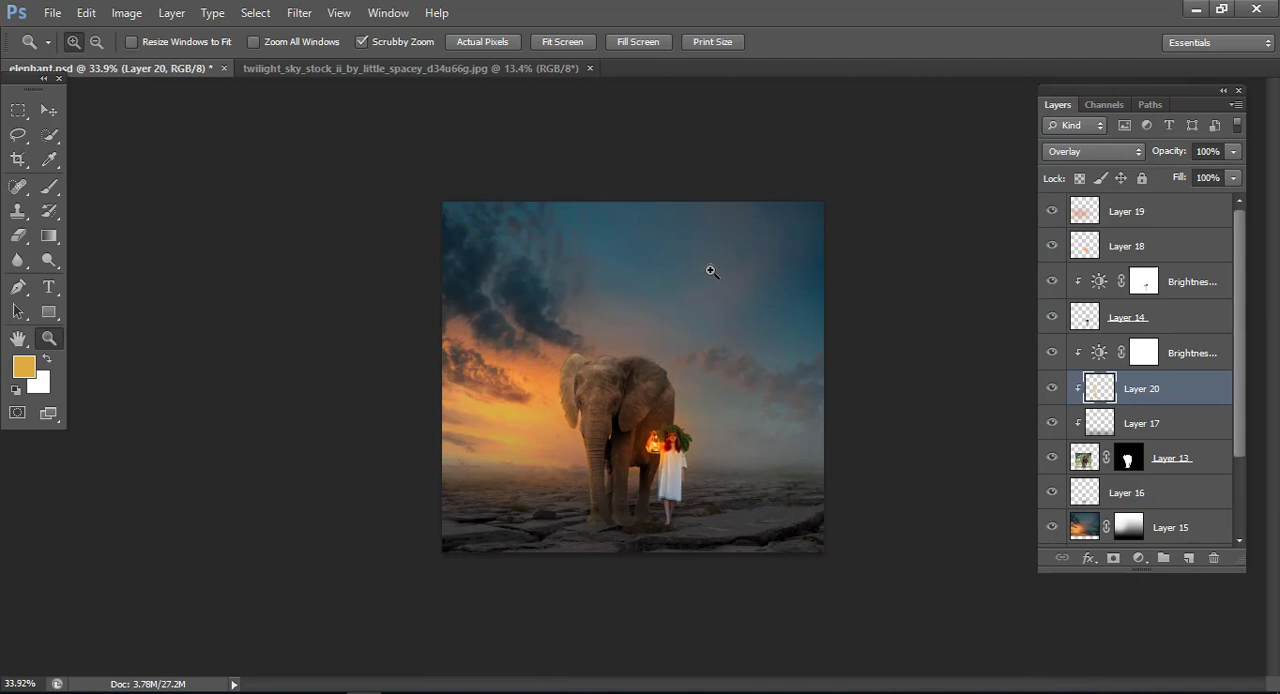 Ps File Edit Image Layer Type Select Filter View Window Help
Resize Windows to Fit Zoom All Windows Scrubby Zoom Actual Pixels Fit Screen Fill Screen Print Size Essentials
elephant.psd @ 33.9% (Layer 20, RGB/8) * × twilight_sky_stock_ii_by_little_spacey_d34u66g.jpg @ 13.4% (RGB/8*) ×
Layers Channels Paths
Kind
Overlay Opacity: 100%
Lock: Fill: 100%
Layer 19
Layer 18
Brightnes...
Layer 14
Brightnes...
Layer 20
Layer 17
Layer 13
Layer 16
Layer 15
fx
33.92% Doc: 3.78M/27.2M